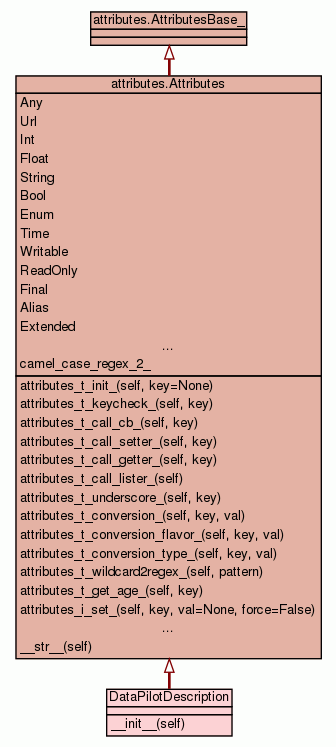 attributes.AttributesBase_
attributes.Attributes
Any
Url
Int
Float
String
Bool
Enum
Time
Writable
ReadOnly
Final
Alias
Extended
...
camel_case_regex_2_
attributes_t_init_(self, key=None)
attributes_t_keycheck_(self, key)
attributes_t_call_cb_(self, key)
attributes_t_call_setter_(self, key)
attributes_t_call_getter_(self, key)
attributes_t_call_lister_(self)
attributes_t_underscore_(self, key)
attributes_t_conversion_(self, key, val)
attributes_t_conversion_flavor_(self, key, val)
attributes_t_conversion_type_(self, key, val)
attributes_t_wildcard2regex_(self, pattern)
attributes_t_get_age_(self, key)
attributes_i_set_(self, key, val=None, force=False)
...
__str__(self)
DataPilotDescription
__init__(self)